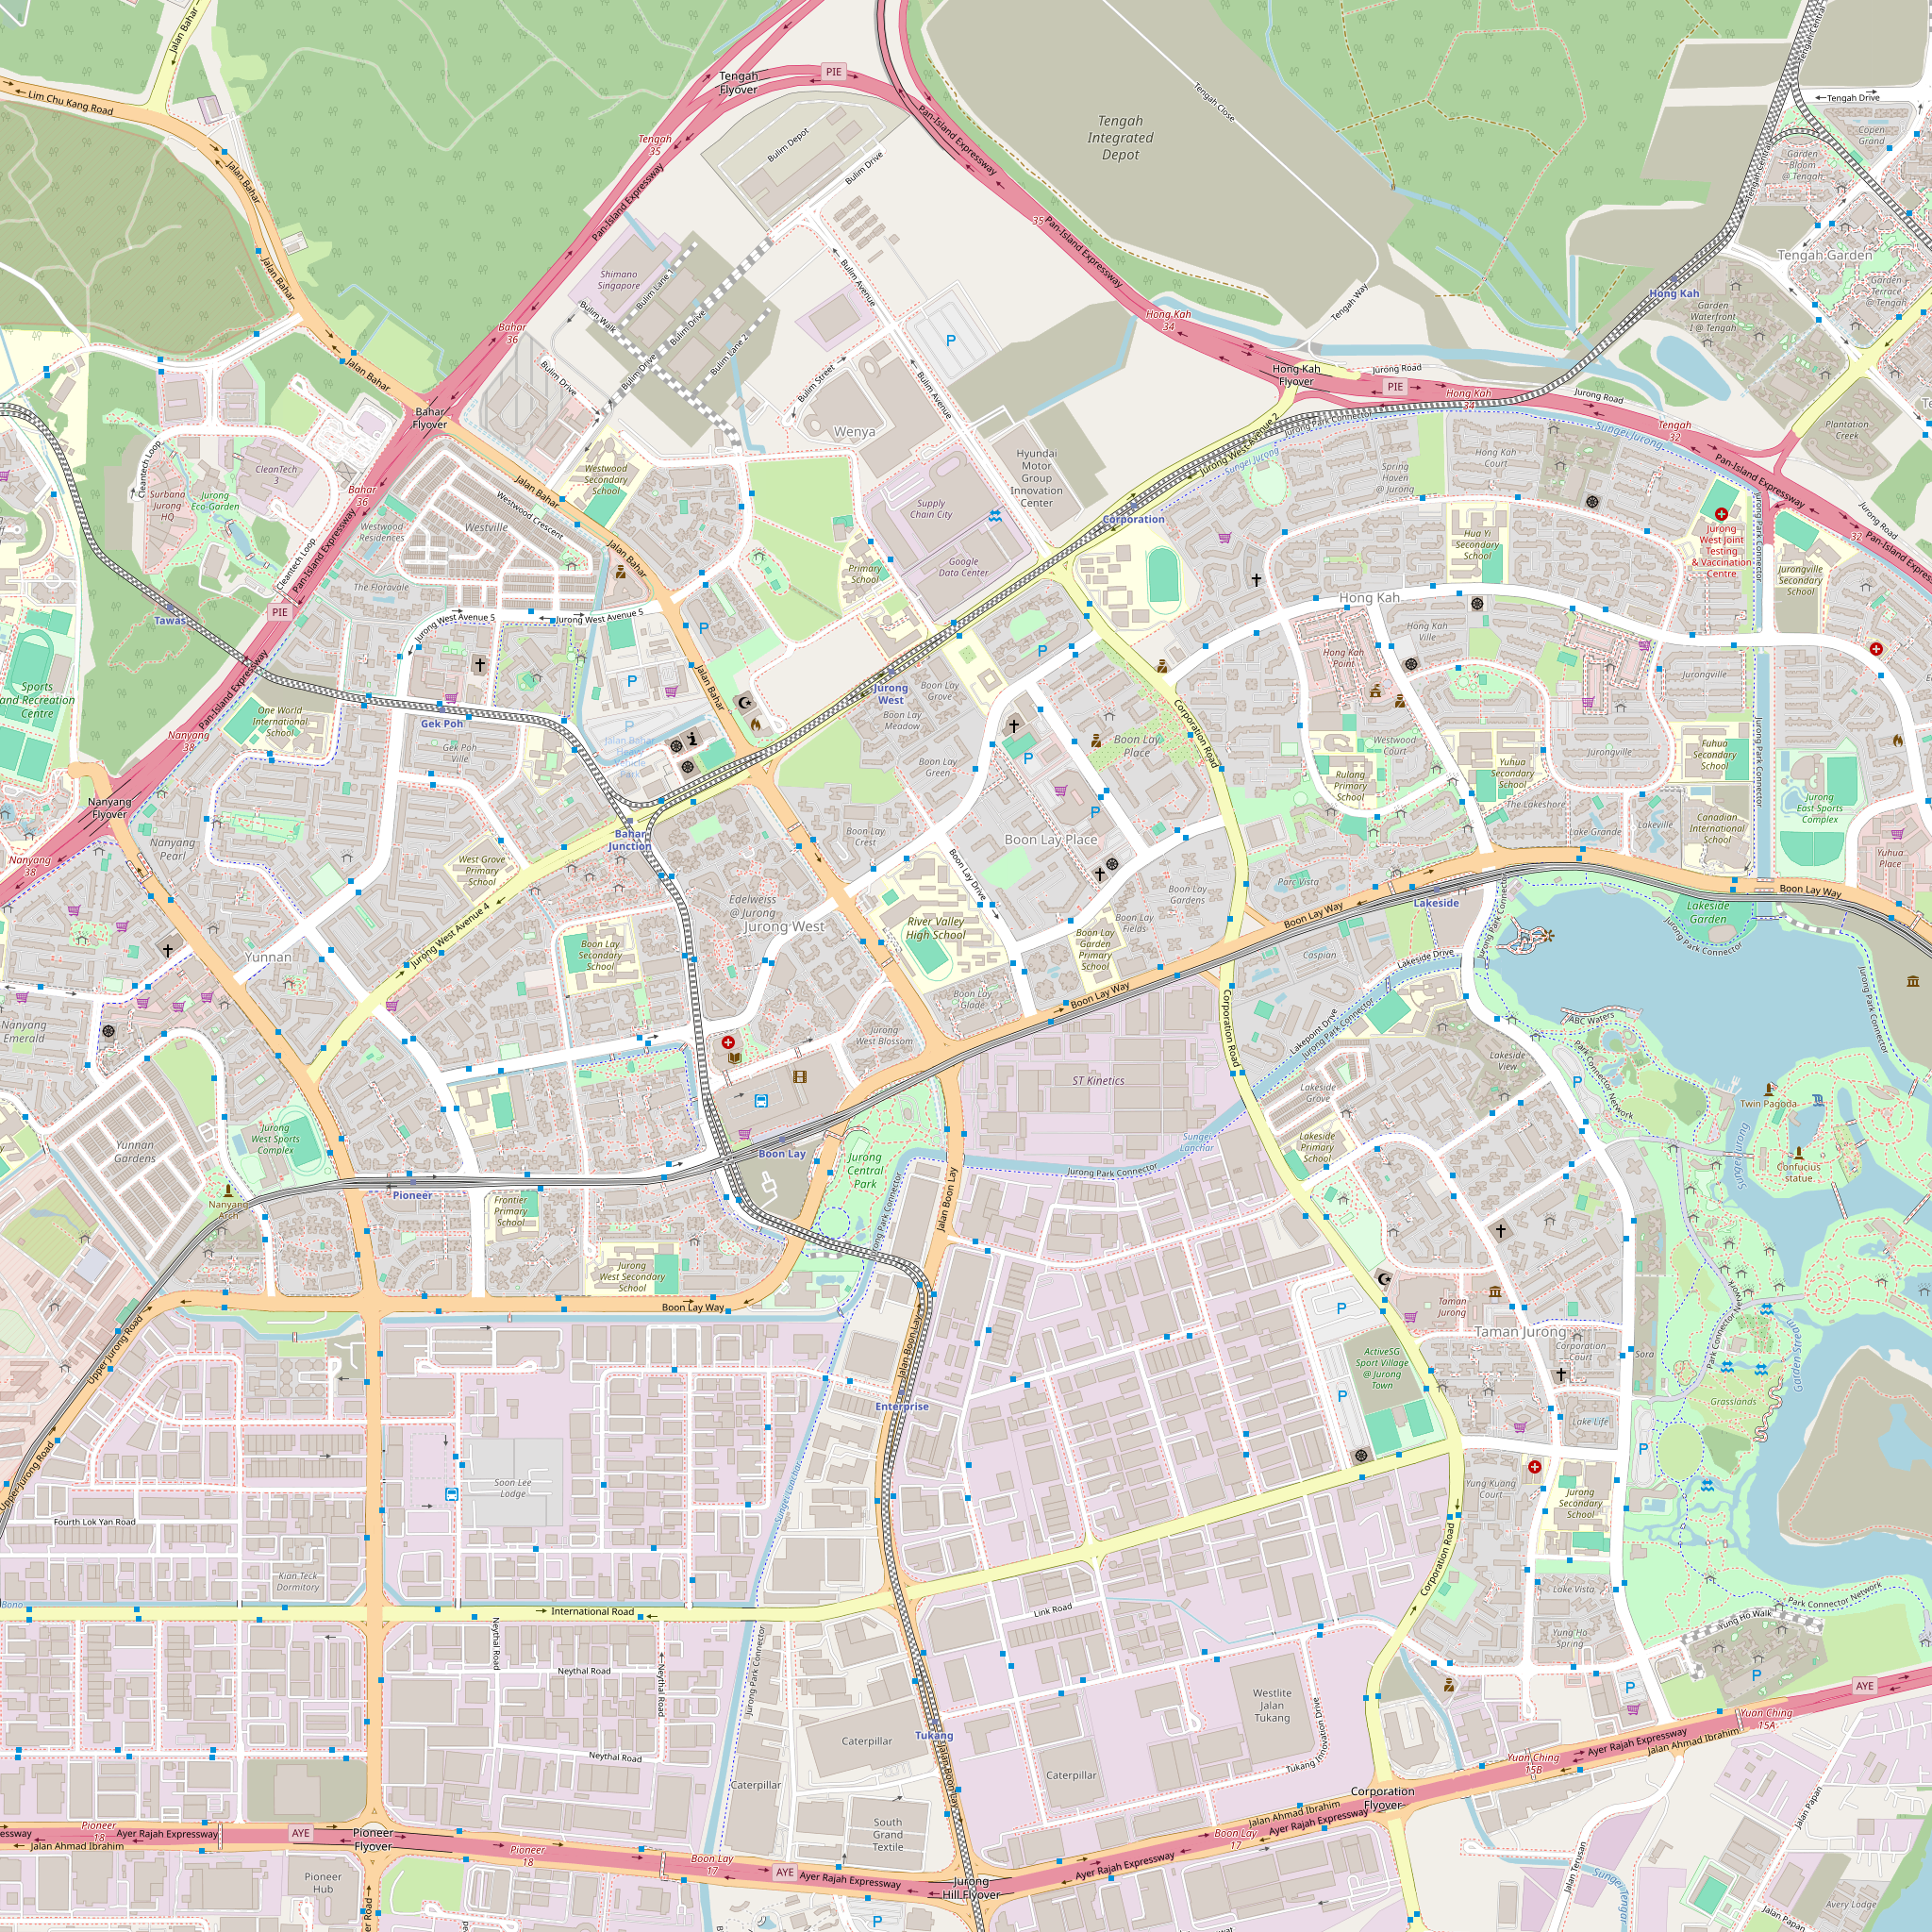 Jalan Bahar
Lim Chu Kang Road
Tengah
Flyover
PIE
Tengah
35
Bulim Depot
Bulim Drive
Pan-Island Expressway
Tengah
Integrated
Depot
Tengah Close
Tengah Central
Tengah Drive
Copen
Grand
Garden
Bloom
@ Tengah
Tengah Central
Jalan Bahar
Pan-Island Expressway
35
Pan-Island Expressway
Tengah Garden
Garden
Terrace
@ Tengah
Jalan Bahar
Shimano
Singapore
Bulim Lane 1
Bulim Walk
Bulim Drive
Bulim Lane 2
Bulim Avenue
Tengah Way
Hong Kah
Garden
Waterfront
I @ Tengah
Bahar
36
Hong Kah
34
Jalan Bahar
Bulim Drive
Bulim Drive
Bulim Street
Bulim Avenue
P
Hong Kah
Flyover
Jurong Road
PIE
Hong Kah
34
Jurong Road
Bahar
Flyover
Wenya
Jurong West Avenue 2
Jurong Park Connector
Sungei Jurong
Sungei Jurong
Tengah
32
Plantation
Creek
Cleantech Loop
CleanTech
3
Surbana
Jurong
HQ
Jurong
Eco-Garden
Bahar
36
Westwood
Secondary
School
Jalan Bahar
Westwood Crescent
Westville
Westwood
Residences
Supply
Chain City
Hyundai
Motor
Group
Innovation
Center
Corporation
Spring
Haven
@ Jurong
Hong Kah
Court
Pan-Island Expressway
Jurong Road
Hua Yi
Secondary
School
Jurong
West Joint
Testing
& Vaccination
Centre
Jurong Park Connector
32
Pan-Island Expressway
Cleantech Loop
Pan-Island Expressway
PIE
The Floravale
Jalan Bahar
Primary
School
Google
Data Center
Jurongville
Secondary
School
Tawas
Jurong West Avenue 5
Jurong West Avenue 5
P
Hong Kah
Hong Kah
Ville
Sports
and Recreation
Centre
Pan-Island Expressway
P
Jalan Bahar
Jurong
West
Boon Lay
Grove
Boon Lay
Meadow
P
Hong Kah
Point
Jurongville
One World
International
School
Nanyang
38
Gek Poh
Gek Poh
Ville
P
Jalan Bahar
Heavy
Vehicle
Park
Boon Lay
Green
P
Boon Lay
Place
Corporation Road
Westwood
Court
Rulang
Primary
School
Yuhua
Secondary
School
Jurongville
Fuhua
Secondary
School
Jurong Park Connector
Nanyang
Flyover
Nanyang
Pearl
Bahar
Junction
Boon Lay
Crest
P
Boon Lay Place
The Lakeshore
Lake Grande
Lakeville
Canadian
International
School
Jurong
East Sports
Complex
Nanyang
38
West Grove
Primary
School
Boon Lay Drive
Yuhua
Place
Jurong West Avenue 4
Edelweiss
@ Jurong
Jurong West
River Valley
High School
Boon Lay
Gardens
Boon Lay
Fields
Parc Vista
Boon Lay Way
Lakeside
Jurong Park Connector
Boon Lay Way
Lakeside
Garden
Jurong Park Connector
Yunnan
Boon Lay
Secondary
School
Boon Lay
Garden
Primary
School
Caspian
Lakeside Drive
Nanyang
Emerald
Boon Lay
Glade
Boon Lay Way
Corporation Road
Lakepoint Drive
Jurong Park Connector
ABC Waters
Jurong Park Connector
Jurong
West Blossom
ST Kinetics
Lakeside
View
Park Connector Network
P
Lakeside
Grove
Twin Pagoda
Yunnan
Gardens
Jurong
West Sports
Complex
Boon Lay
Jurong
Central
Park
Sungei
Lanchar
Jurong Park Connector
Lakeside
Primary
School
Sungei Jurong
Confucius
statue
Nanyang
Arch
Pioneer
Frontier
Primary
School
Jalan Boon Lay
Jurong Park Connector
Jurong
West Secondary
School
Boon Lay Way
Upper Jurong Road
P
Taman
Jurong
Taman Jurong
Park Connector Network
Jalan Boon Lay
ActiveSG
Sport Village
@ Jurong
Town
Corporation
Court
Sora
Garden Stream
Enterprise
P
Lake Life
Grasslands
Upper Jurong Road
Soon Lee
Lodge
Sungei Lanchar
P
Yung Kuang
Court
Jurong
Secondary
School
Fourth Lok Yan Road
Kian Teck
Dormitory
Corporation Road
Lake Vista
International Road
Link Road
Park Connector Network
Yung Ho Walk
Yung Ho
Spring
Neythal Road
Neythal Road
Neythal Road
Jurong Park Connector
Westlite
Jalan
Tukang
P
P
AYE
Tukang
Caterpillar
Tukang Innovation Drive
Yuan Ching
15A
Neythal Road
Caterpillar
Jalan Boon Lay
Caterpillar
Ayer Rajah Expressway
Jalan Ahmad Ibrahim
Yuan Ching
15B
Corporation
Flyover
South
Grand
Textile
Jalan Ahmad Ibrahim
Ayer Rajah Expressway
Jalan Papan
Pioneer
18
Ayer Rajah Expressway
Jalan Ahmad Ibrahim
AYE
Pioneer
Flyover
Pioneer
18
Boon Lay
17
AYE
Ayer Rajah Expressway
Boon Lay
17
Ayer Rajah Expressway
Jurong
Hill Flyover
Pioneer
Hub
P
Jalan Terusan
Avery Lodge
Jalan Papan